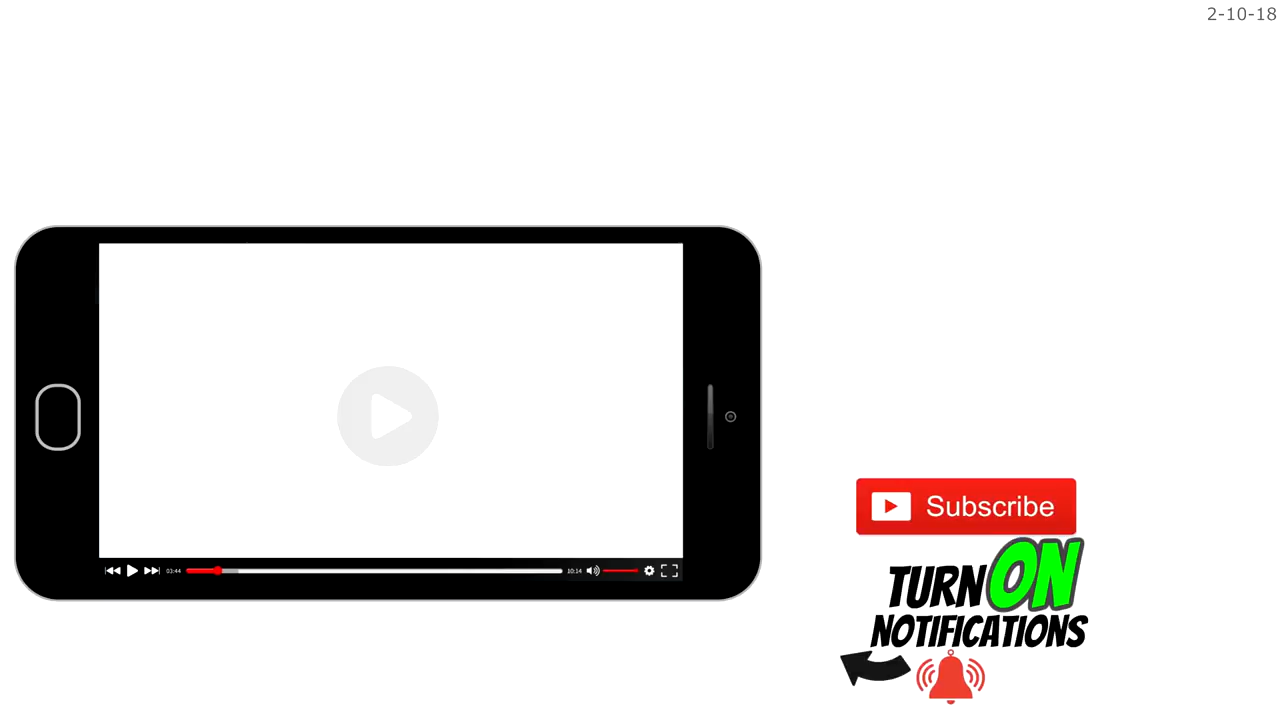 2-10-18
03:44
10:14
Subscribe
TURN ON
NOTIFICATIONS